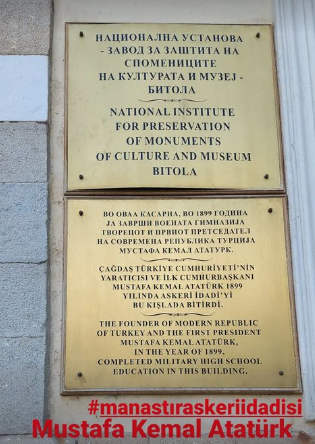 НАЦИОНАЛНА УСТАНОВА
- ЗАВОД ЗА ЗАШТИТА НА
СПОМЕНИЦИТЕ
НА КУЛТУРАТА И МУЗЕЈ -
БИТОЛА
NATIONAL INSTITUTE
FOR PRESERVATION
OF MONUMENTS
OF CULTURE AND MUSEUM
BITOLA
ВО ОВАА КАСАРНА, ВО 1899 ГОДИНА
ЈА ЗАВРШИ ВОЕНАТА ГИМНАЗИЈА
ТВОРЕЦОТ И ПРВИОТ ПРЕТСЕДАТЕЛ
НА СОВРЕМЕНА РЕПУБЛИКА ТУРЦИЈА
МУСТАФА КЕМАЛ АТАТУРК.
ÇAĞDAŞ TÜRKİYE CUMHURİYETİ'NİN
YARATICISI VE İLK CUMHURBAŞKANI
MUSTAFA KEMAL ATATÜRK 1899
YILINDA ASKERİ İDADİ'Yİ
BU KIŞLADA BİTİRDİ.
THE FOUNDER OF MODERN REPUBLIC
OF TURKEY AND THE FIRST PRESIDENT
MUSTAFA KEMAL ATATÜRK,
IN THE YEAR OF 1899,
COMPLETED MILITARY HIGH SCHOOL
EDUCATION IN THIS BUILDING.
#manastıraskeriidadisi
Mustafa Kemal Atatürk